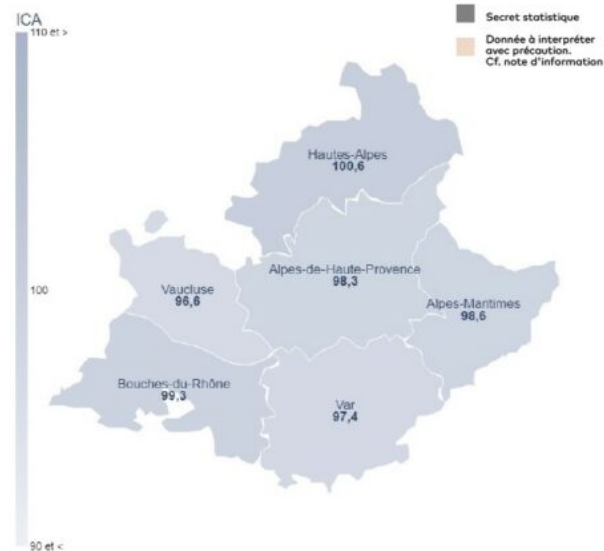 ICA
110 et >
Secret statistique
Donnée à interpréter
avec précaution.
Cf. note d'information
Hautes-Alpes
100,6
Alpes-de-Haute-Provence
98,3
Vaucluse
96,6
100
Alpes-Maritimes
98,6
Bouches-du-Rhône
99,3
Var
97,4
90 et <